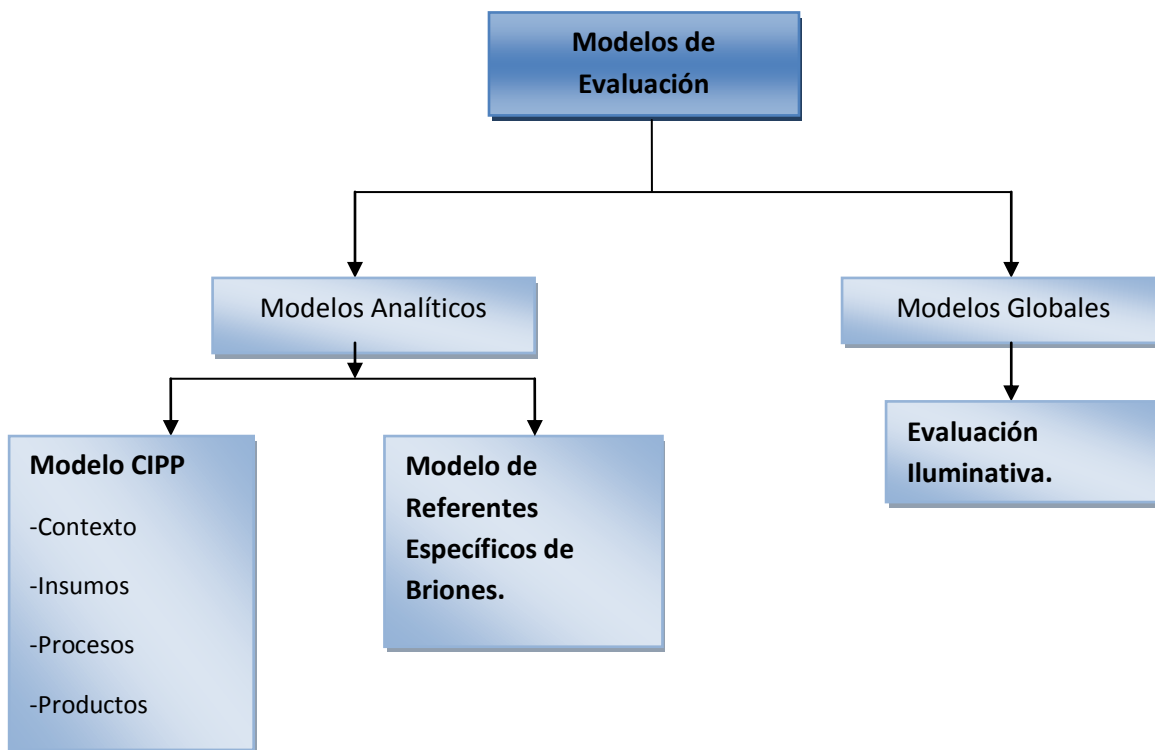 Modelos de
Evaluación
Modelos Analíticos
Modelos Globales
Modelo CIPP
-Contexto
-Insumos
-Procesos
-Productos
Modelo de
Referentes
Específicos de
Briones.
Evaluación
Iluminativa.